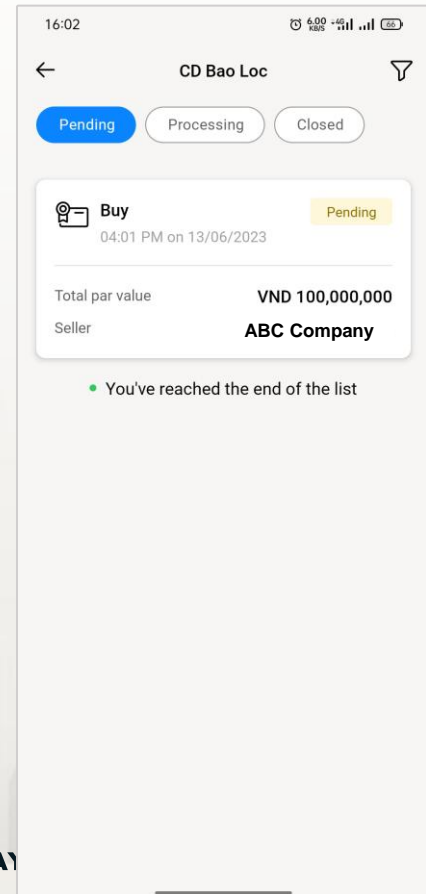 16:02
6.00 KB/S 4G 66
CD Bao Loc
Pending Processing Closed
Buy Pending
04:01 PM on 13/06/2023
Total par value VND 100,000,000
Seller ABC Company
You've reached the end of the list